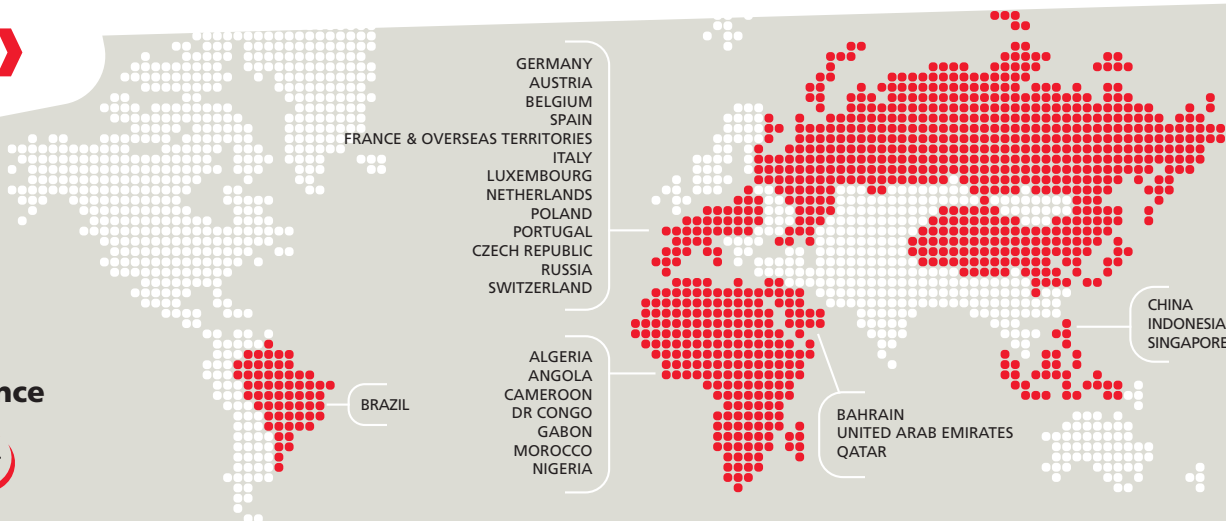 GERMANY
AUSTRIA
BELGIUM
SPAIN
FRANCE & OVERSEAS TERRITORIES
ITALY
LUXEMBOURG
NETHERLANDS
POLAND
PORTUGAL
CZECH REPUBLIC
RUSSIA
SWITZERLAND
ALGERIA
ANGOLA
CAMEROON
DR CONGO
GABON
MOROCCO
NIGERIA
nce
BRAZIL
BAHRAIN
UNITED ARAB EMIRATES
QATAR
CHINA
INDONESIA
SINGAPORE